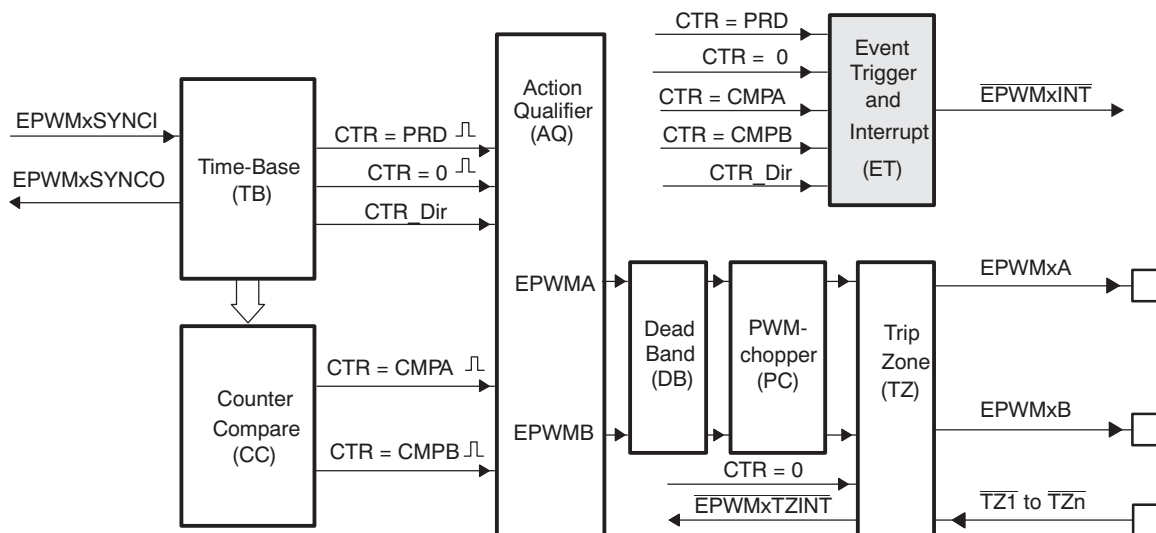 EPWMxSYNCI
EPWMxSYNCO
Time-Base
(TB)
CTR = PRD
CTR = 0
CTR_Dir
Counter
Compare
(CC)
CTR = CMPA
CTR = CMPB
Action
Qualifier
(AQ)
EPWMA
EPWMB
CTR = PRD
CTR = 0
CTR = CMPA
CTR = CMPB
CTR_Dir
Event
Trigger
and
Interrupt
(ET)
EPWMxINT
Dead
Band
(DB)
PWM-
chopper
(PC)
CTR = 0
EPWMxTZINT
Trip
Zone
(TZ)
EPWMxA
EPWMxB
TZ1 to TZn